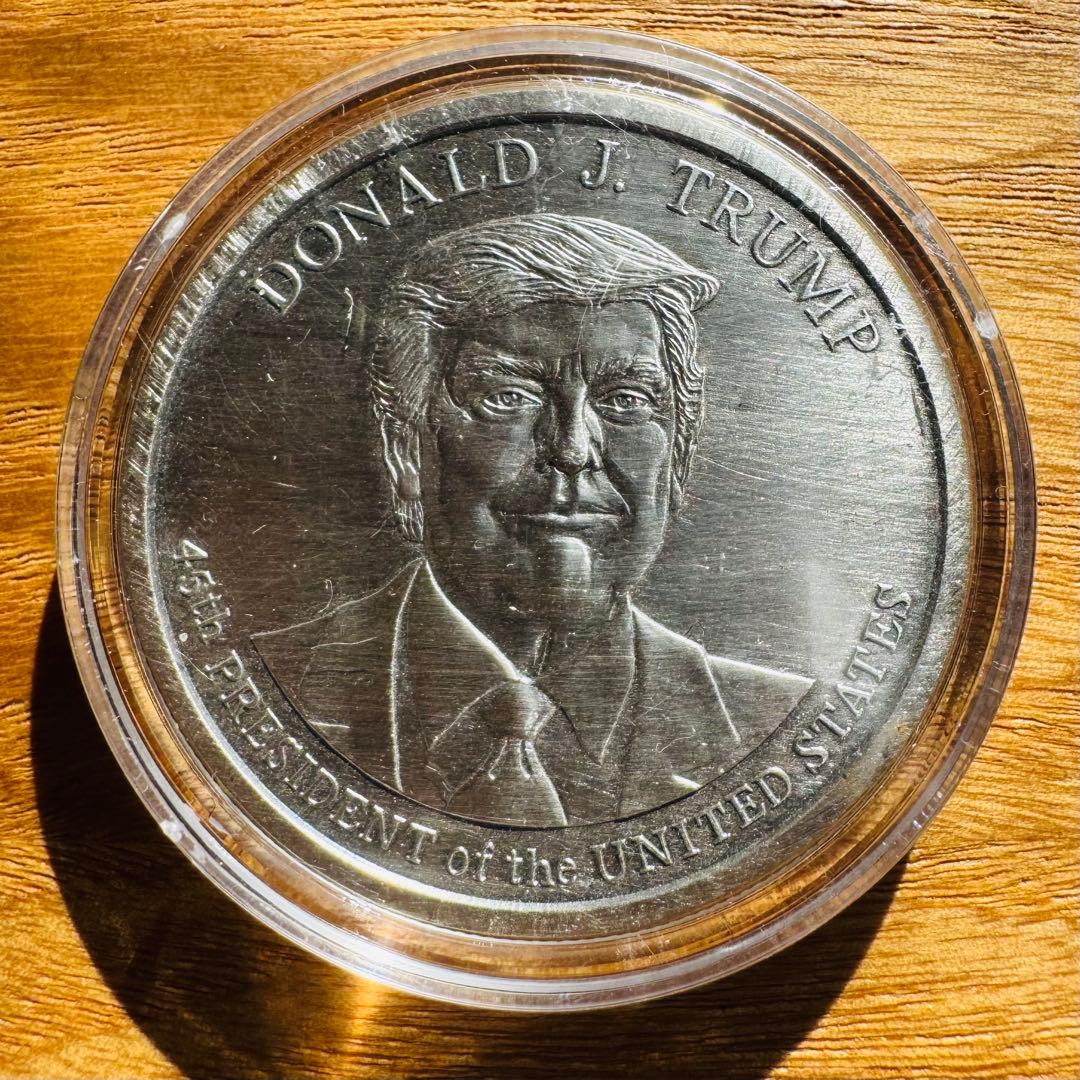 DONALD J. TRUMP
45th PRESIDENT of the UNITED STATES